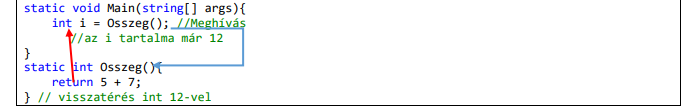 static void Main(string[] args){
    int i = Osszeg(); //Meghívás
      //az i tartalma már 12
}
static int Osszeg(){
    return 5 + 7;
} // visszatérés int 12-vel